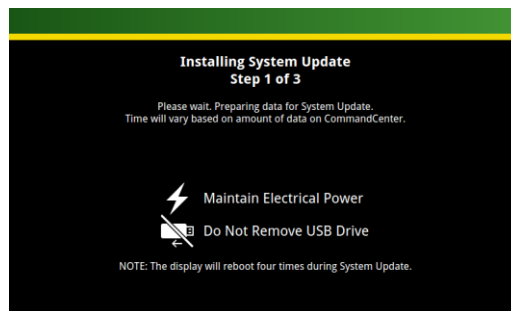 Installing System Update
Step 1 of 3
Please wait. Preparing data for System Update.
Time will vary based on amount of data on CommandCenter.
Maintain Electrical Power
Do Not Remove USB Drive
NOTE: The display will reboot four times during System Update.